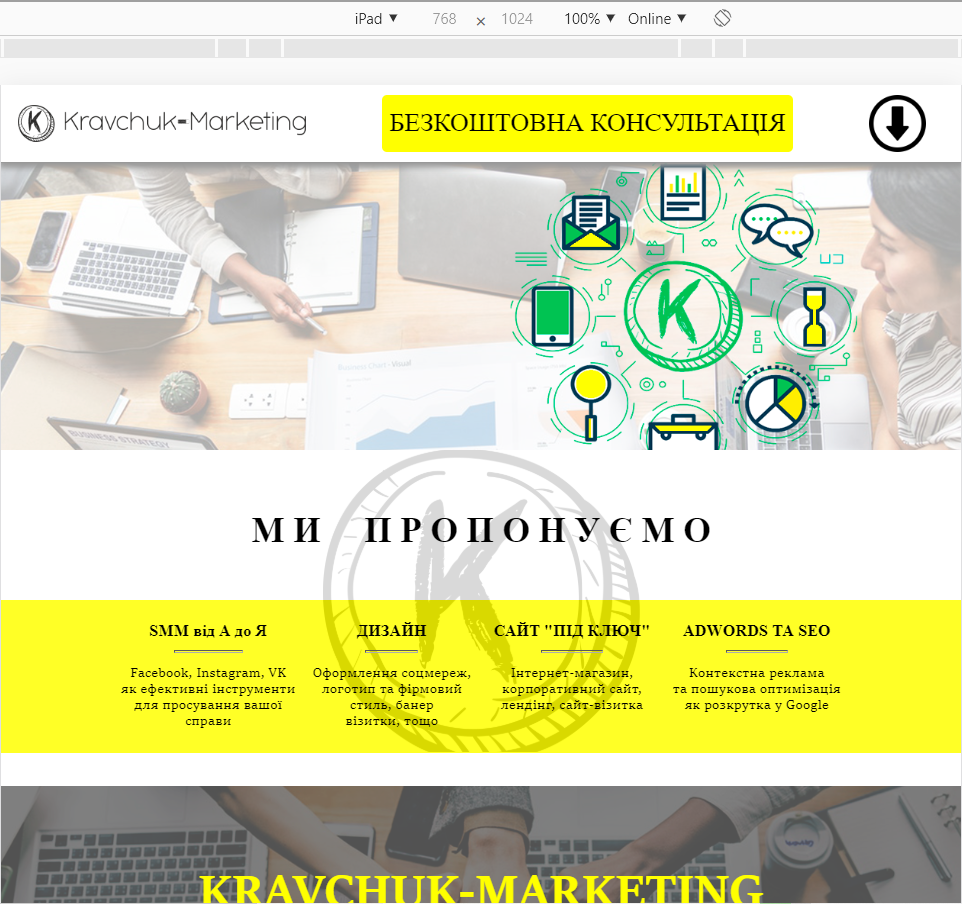 iPad ▼ 768 × 1024 100% ▼ Online ▼
Kravchuk-Marketing
БЕЗКОШТОВНА КОНСУЛЬТАЦІЯ
Business Chart - Visual
BUSINESS STRATEGY
МИ ПРОПОНУЄМО
SMM від А до Я
Facebook, Instagram, VK
як ефективні інструменти
для просування вашої
справи
ДИЗАЙН
Оформлення соцмереж,
логотип та фірмовий
стиль, банер
візитки, тощо
САЙТ "ПІД КЛЮЧ"
Інтернет-магазин,
корпоративний сайт,
лендінг, сайт-візитка
ADWORDS ТА SEO
Контекстна реклама
та пошукова оптимізація
як розкрутка у Google
KRAVCHUK-MARKETING